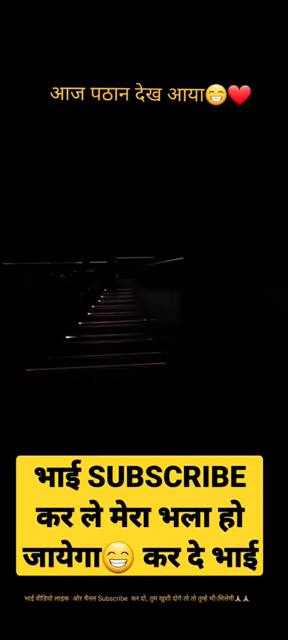 आज पठान देख आया😁❤️
भाई SUBSCRIBE
कर ले मेरा भला हो
जायेगा😁 कर दे भाई
भाई वीडियो लाइक और चैनल Subscribe कर दो, तुम खुशी दोगे तो तुम्हे भी मिलेगी🙏🙏